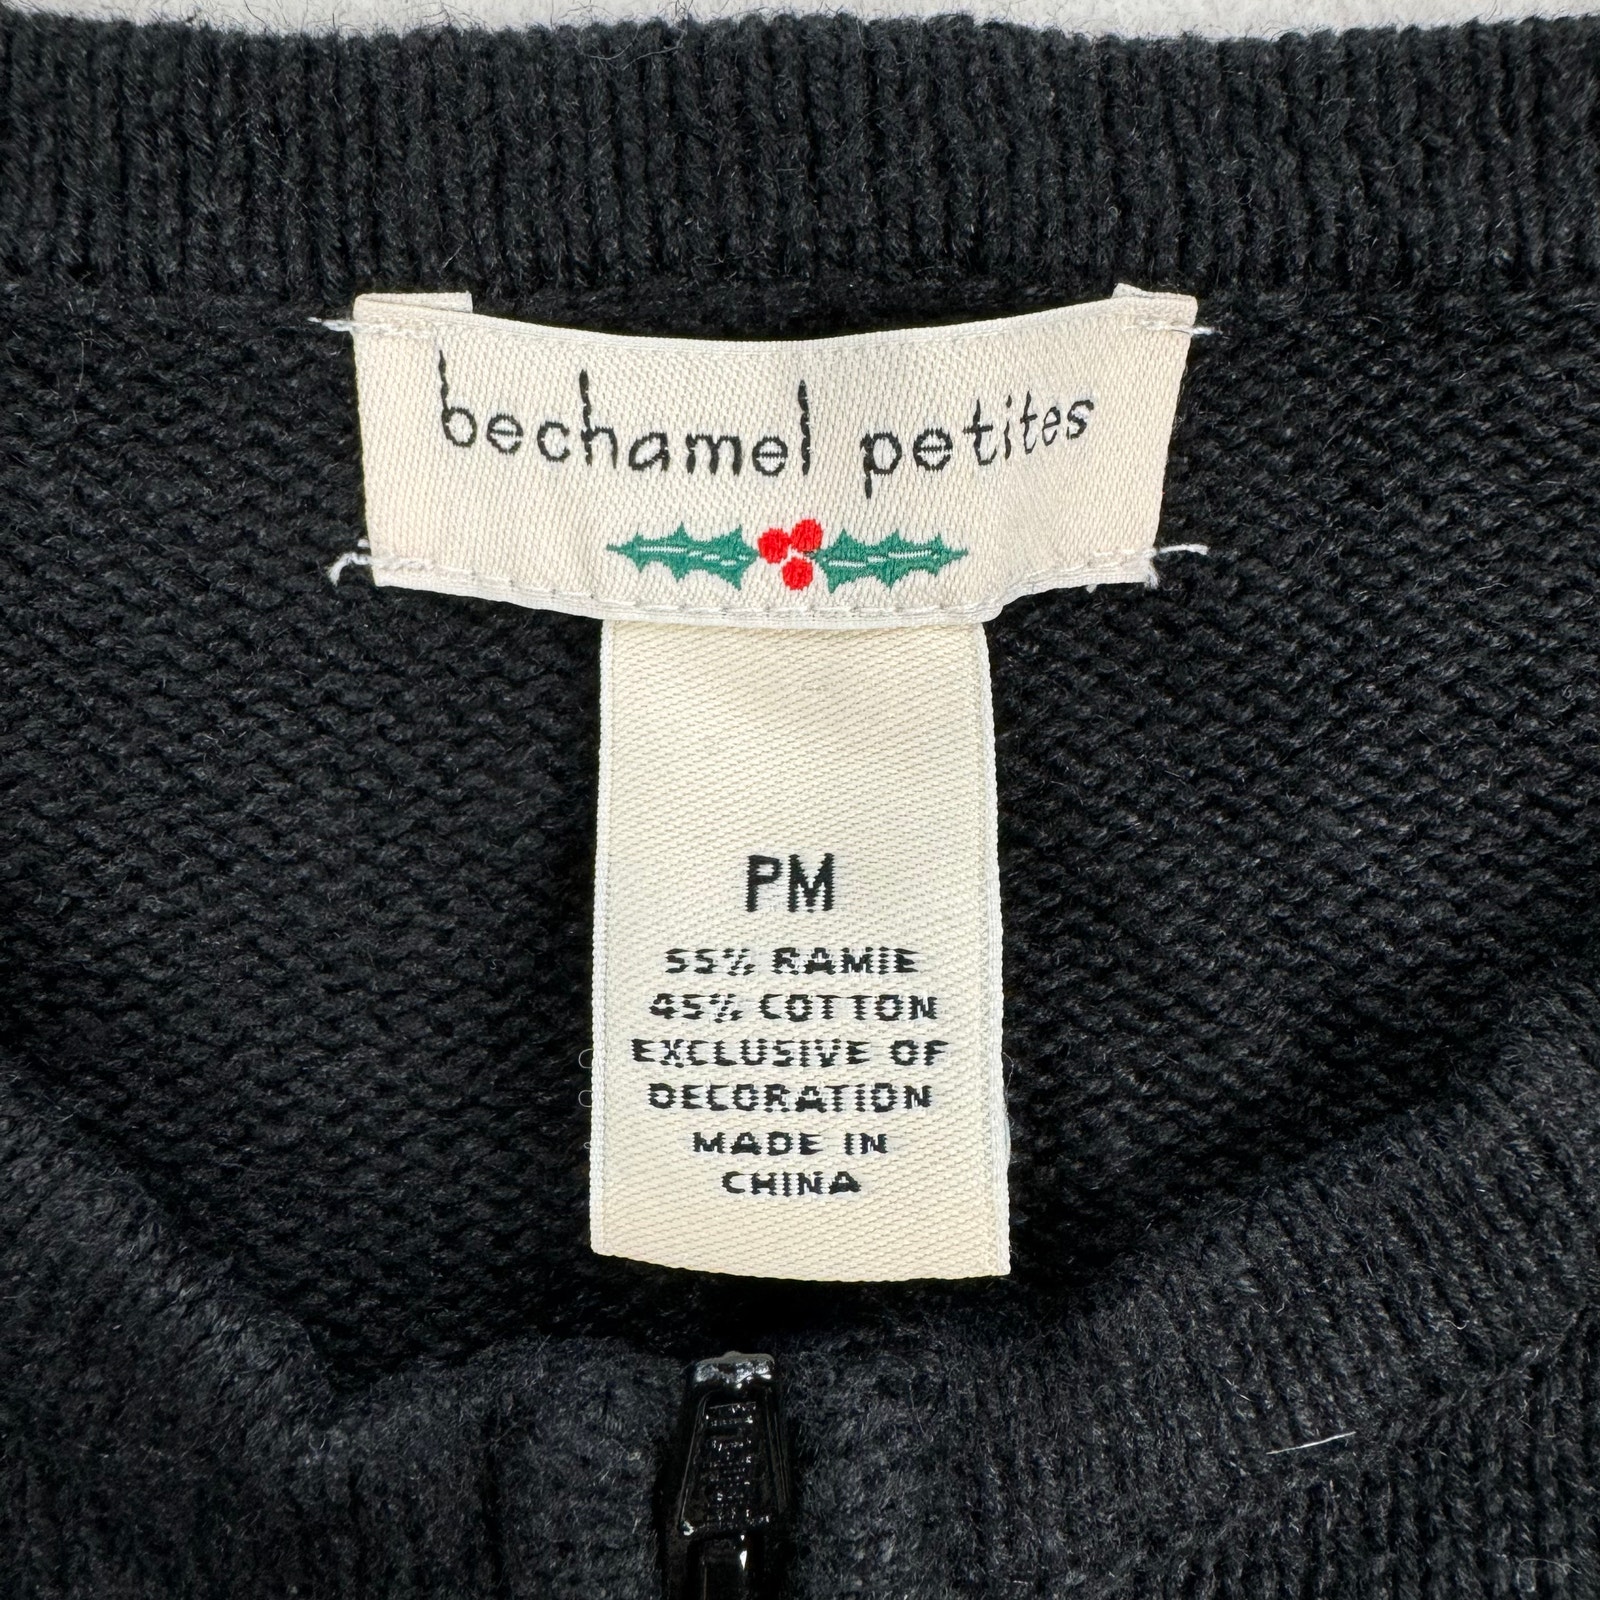 bechamel petites
PM
55% RAMIE
45% COTTON
EXCLUSIVE OF
DECORATION
MADE IN
CHINA